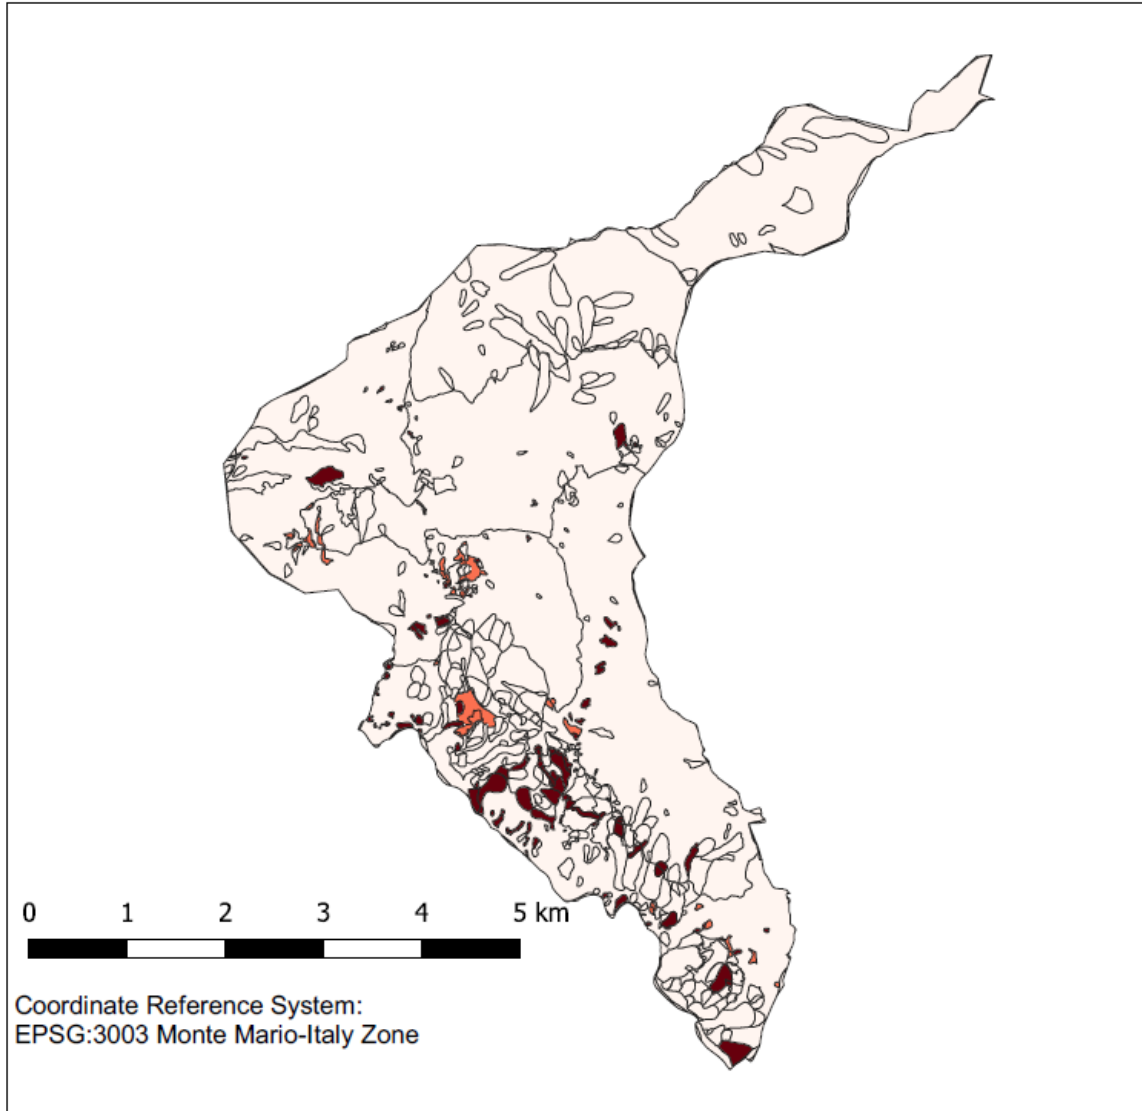 0 1 2 3 4 5 km
Coordinate Reference System:
EPSG:3003 Monte Mario-Italy Zone